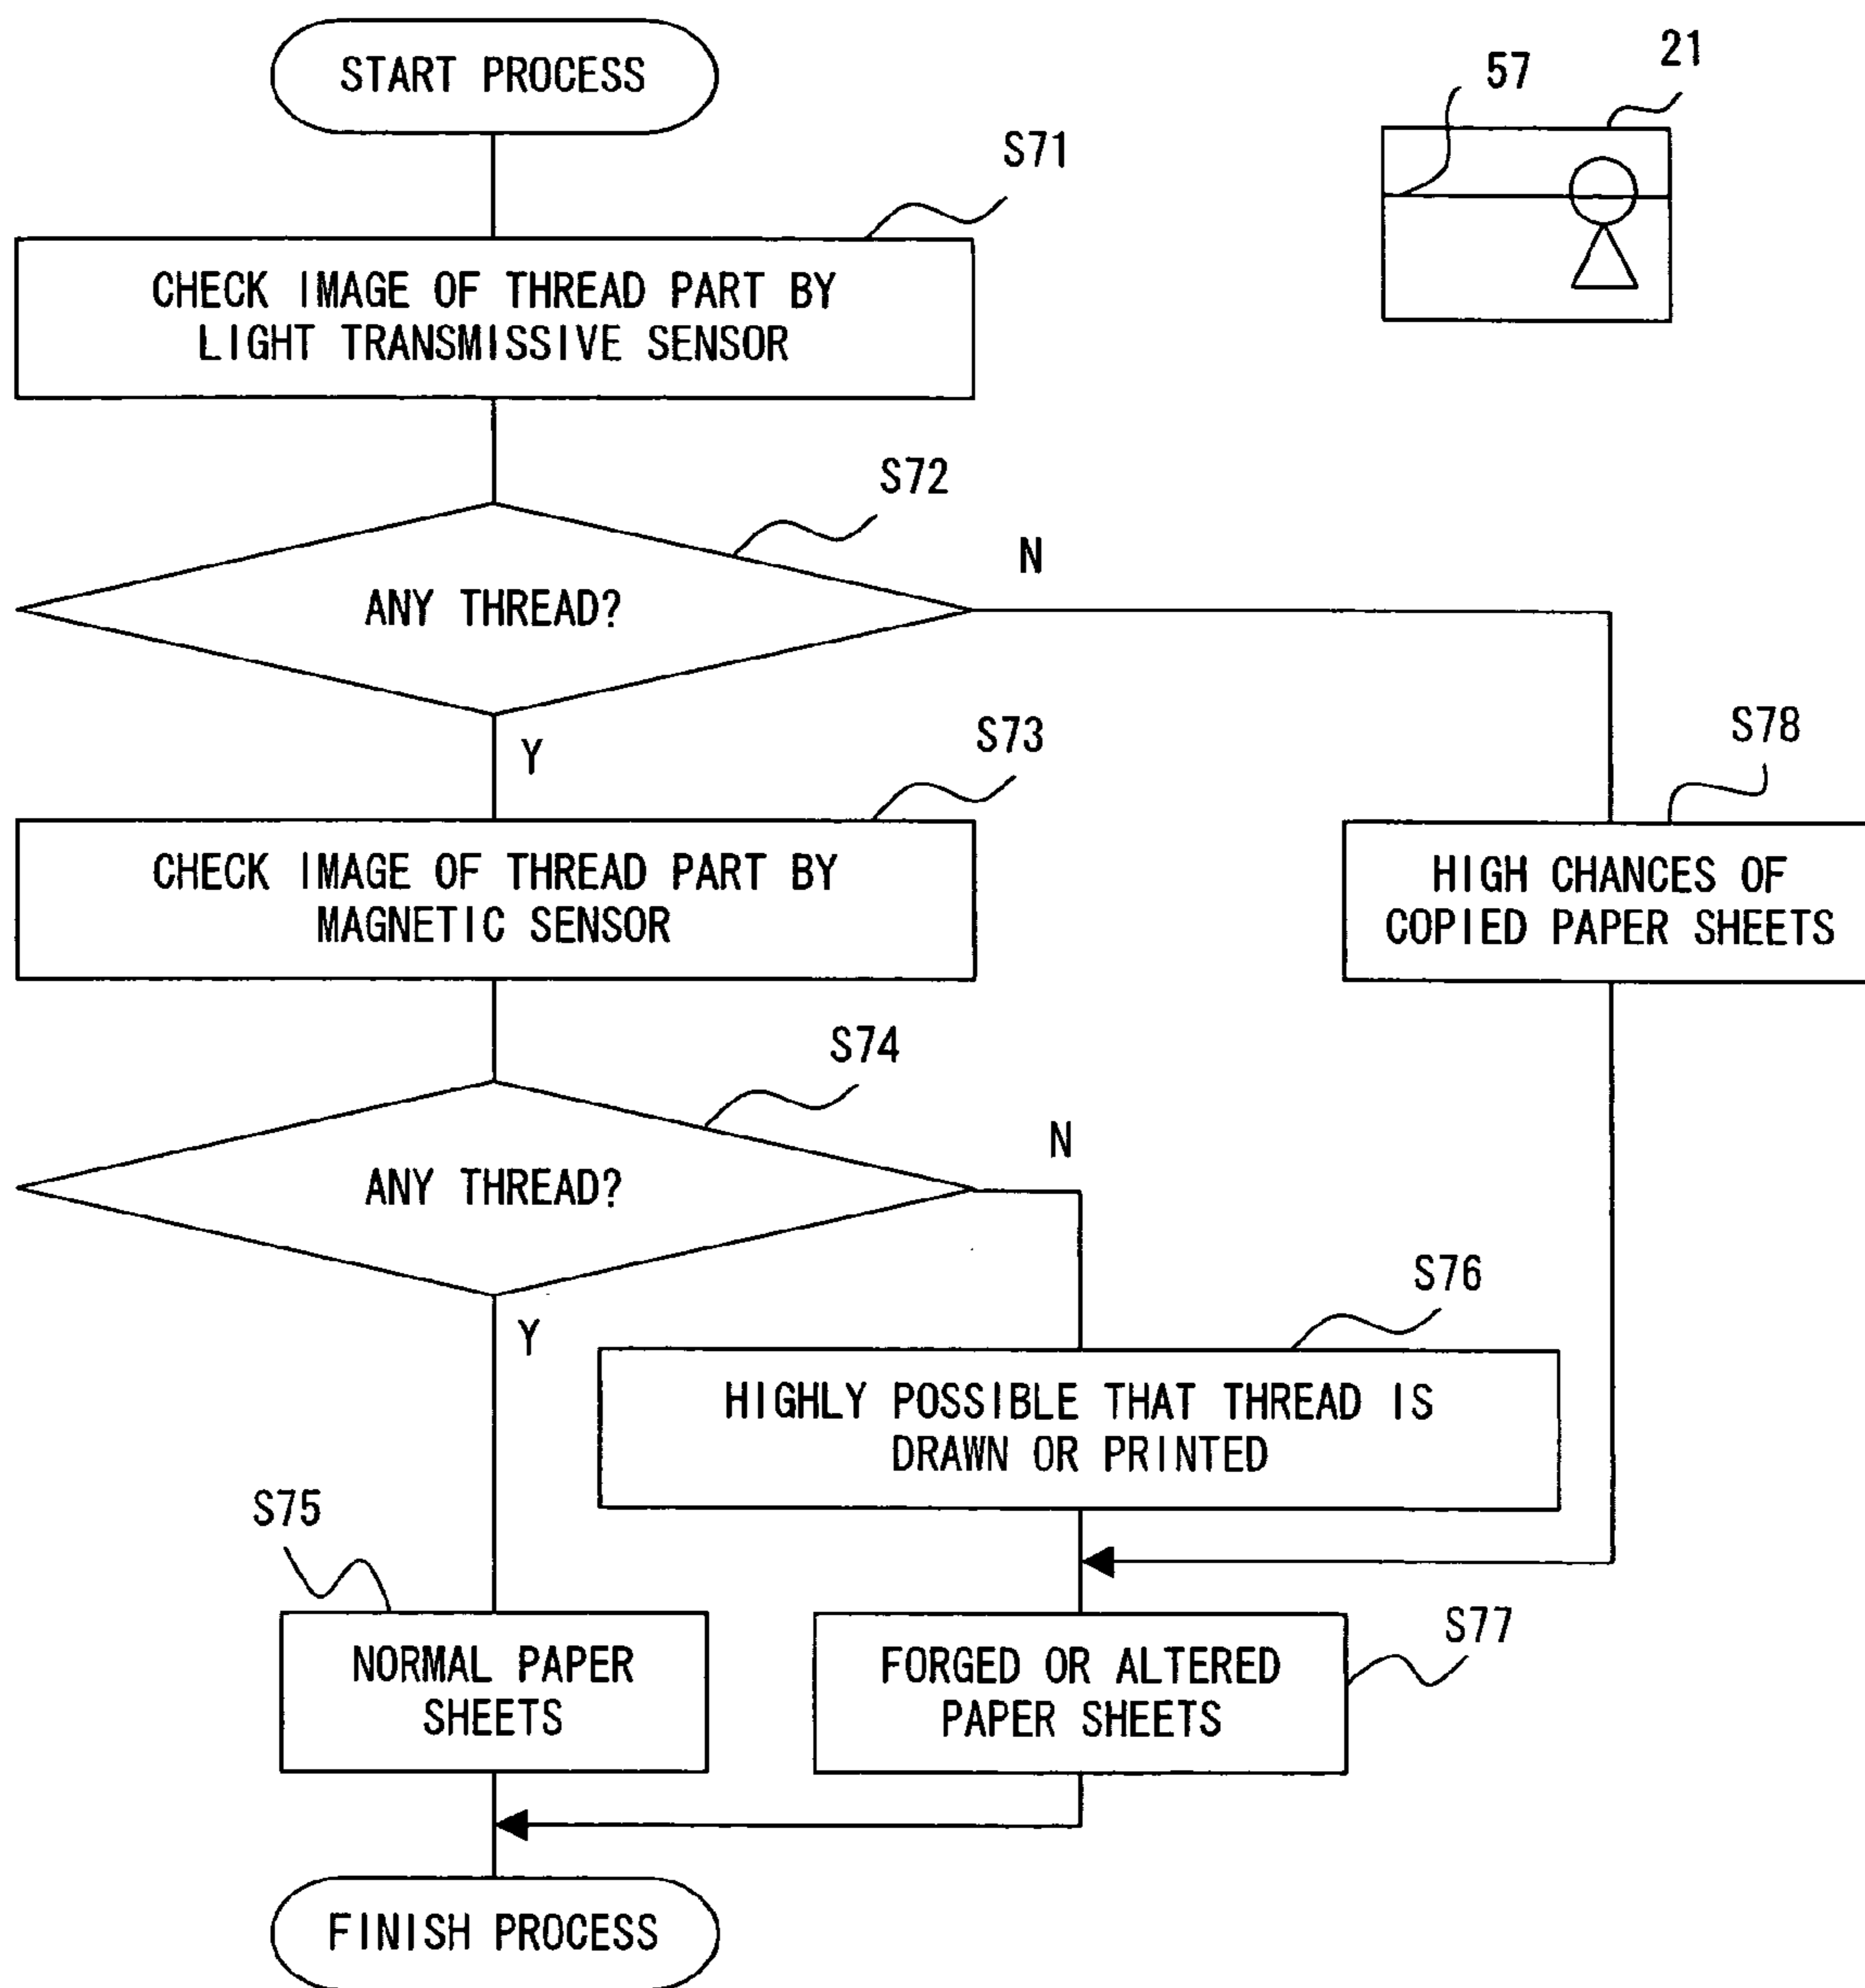 START PROCESS
21
57
S71
CHECK IMAGE OF THREAD PART BY
LIGHT TRANSMISSIVE SENSOR
S72
ANY THREAD?
N
Y
S73
CHECK IMAGE OF THREAD PART BY
MAGNETIC SENSOR
S78
HIGH CHANCES OF
COPIED PAPER SHEETS
S74
ANY THREAD?
N
Y
S76
HIGHLY POSSIBLE THAT THREAD IS
DRAWN OR PRINTED
S75
NORMAL PAPER
SHEETS
S77
FORGED OR ALTERED
PAPER SHEETS
FINISH PROCESS